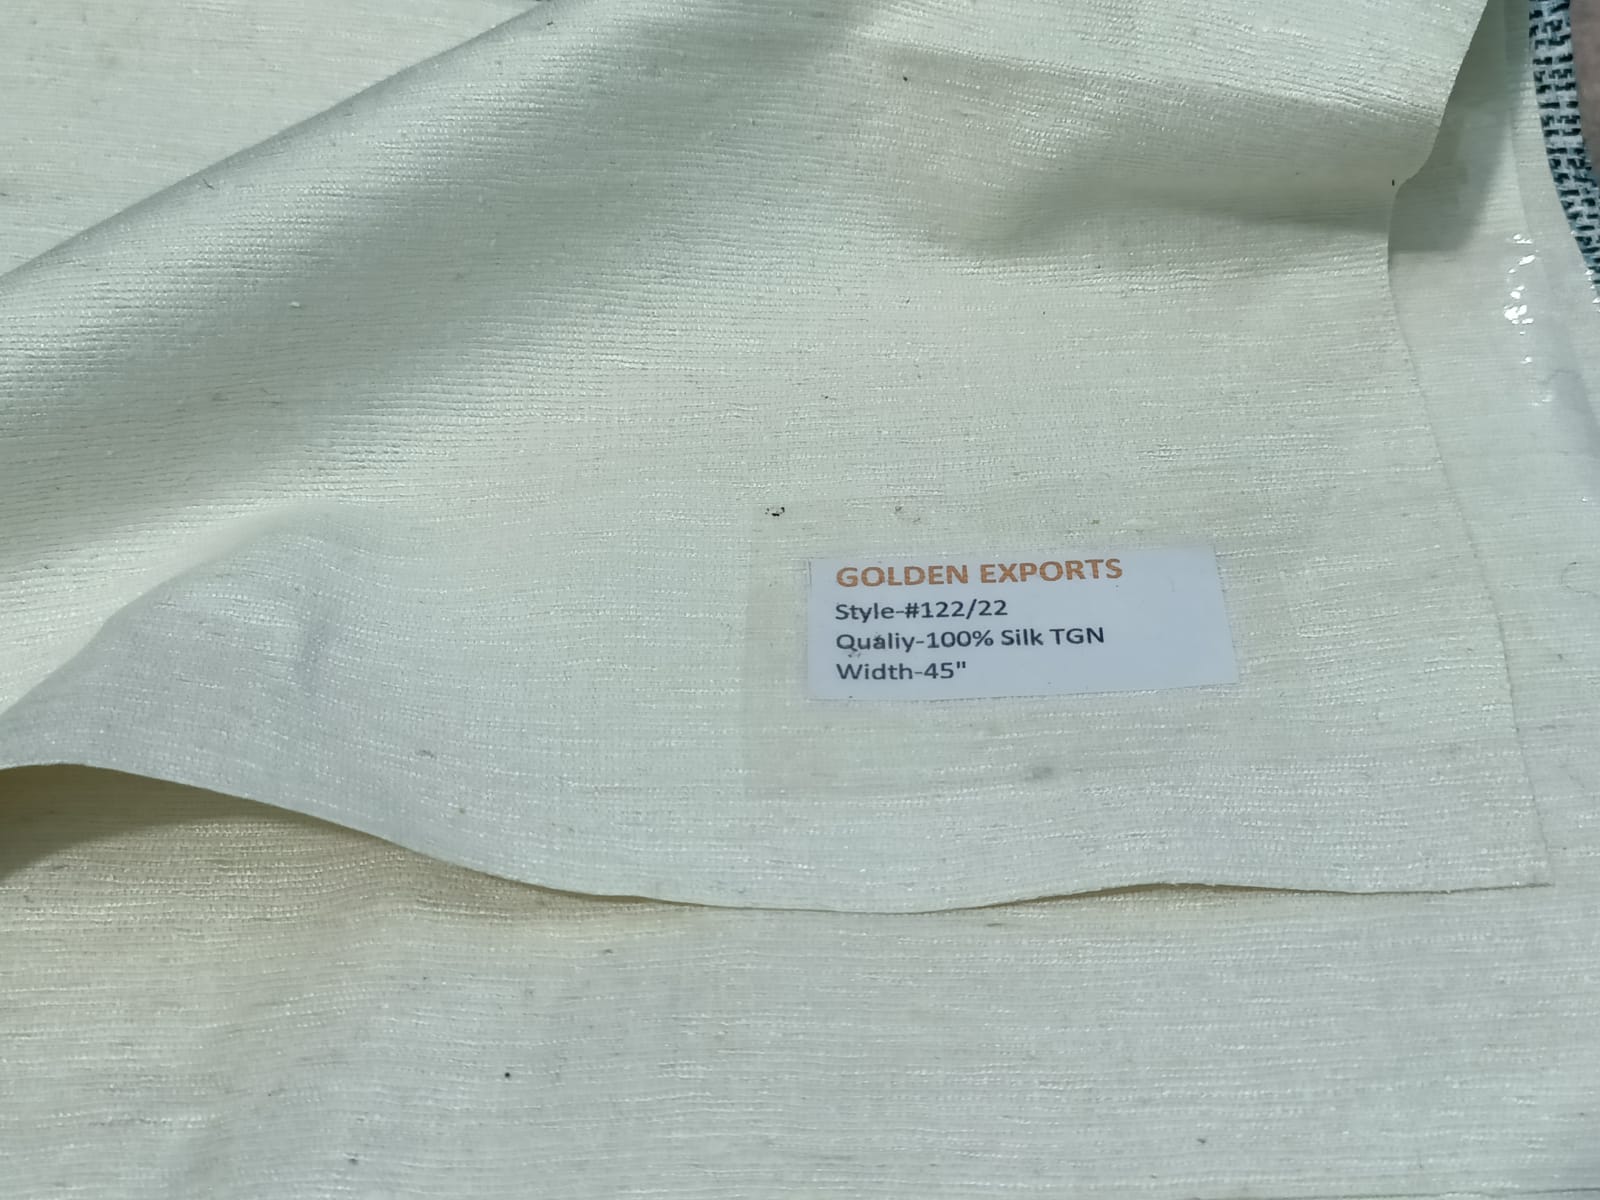 GOLDEN EXPORTS
Style-#122/22
Qualiy-100% Silk TGN
Width-45"